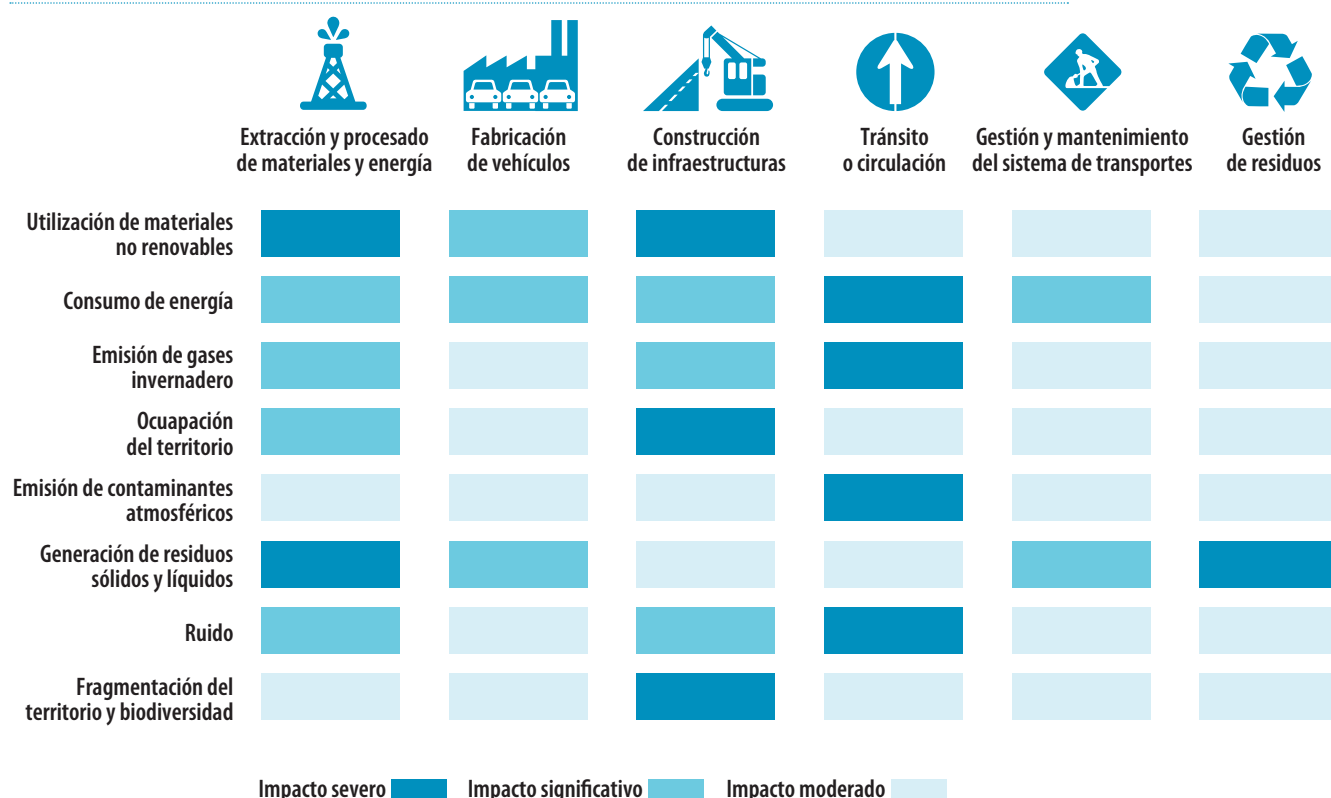 Extracción y procesado
de materiales y energía
Fabricación
de vehículos
Construcción
de infraestructuras
Tránsito
o circulación
Gestión y mantenimiento
del sistema de transportes
Gestión
de residuos
Utilización de materiales
no renovables
Consumo de energía
Emisión de gases
invernadero
Ocuapación
del territorio
Emisión de contaminantes
atmosféricos
Generación de residuos
sólidos y líquidos
Ruido
Fragmentación del
territorio y biodiversidad
Impacto severo Impacto significativo Impacto moderado